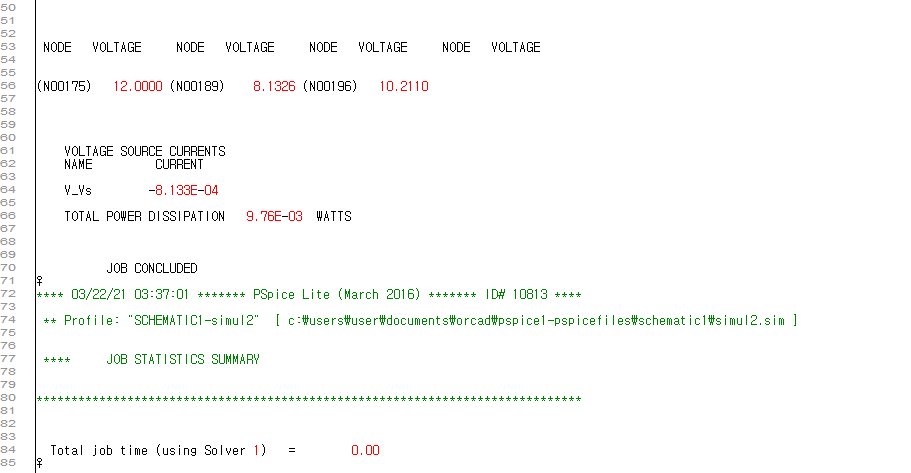 50
51
52
53 NODE VOLTAGE NODE VOLTAGE NODE VOLTAGE NODE VOLTAGE
54
55
56 (N00175) 12.0000 (N00189) 8.1326 (N00196) 10.2110
57
58
59
60
61 VOLTAGE SOURCE CURRENTS
62 NAME CURRENT
63
64 V_Vs -8.133E-04
65
66 TOTAL POWER DISSIPATION 9.76E-03 WATTS
67
68
69
70 JOB CONCLUDED
71 ♀
72 **** 03/22/21 03:37:01 ******* PSpice Lite (March 2016) ******* ID# 10813 ****
73
74 ** Profile: "SCHEMATIC1-simul2" [ c:₩users₩user₩documents₩orcad₩pspice1-pspicefiles₩schematic1₩simul2.sim ]
75
76
77 **** JOB STATISTICS SUMMARY
78
79
80 ******************************************************************************
81
82
83
84 Total job time (using Solver 1) = 0.00
85 ♀